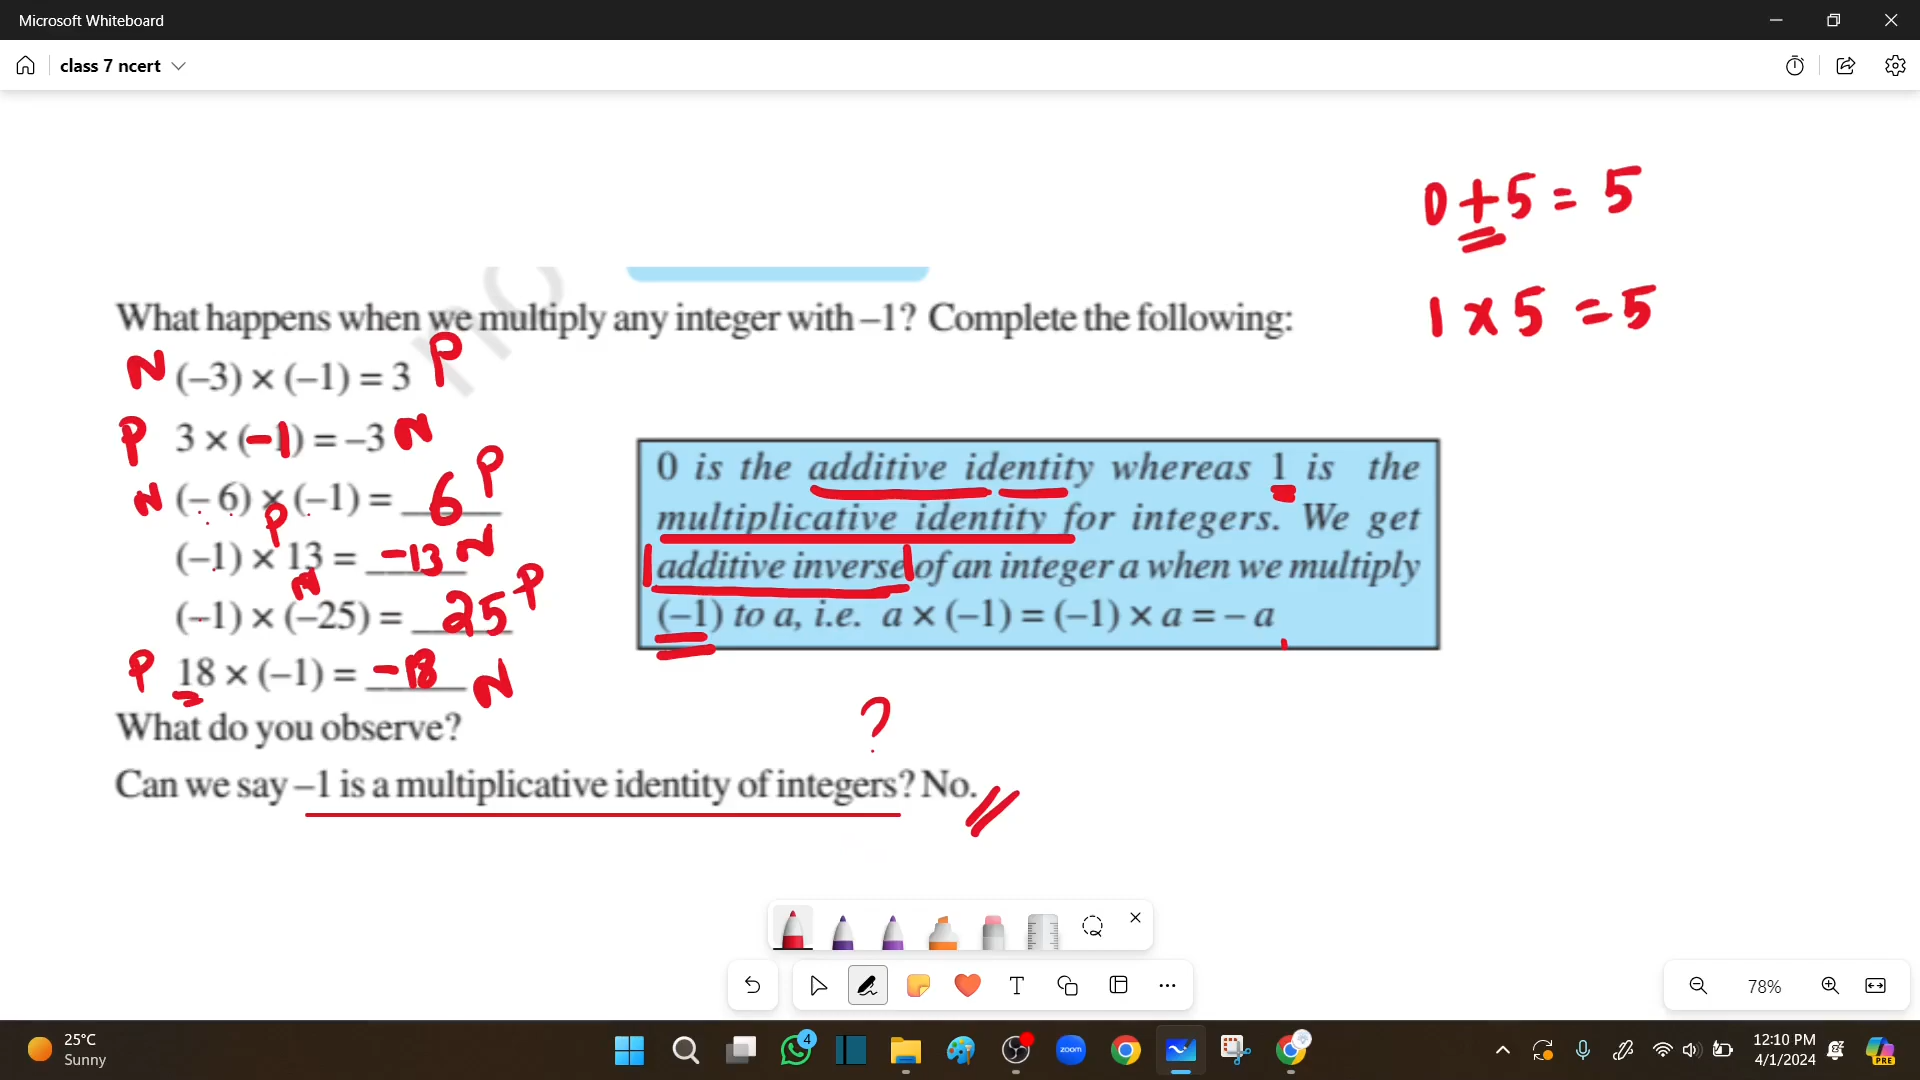 Microsoft Whiteboard
class 7 ncert
0 + 5 = 5
1 × 5 = 5
What happens when we multiply any integer with –1? Complete the following:
N (–3) × (–1) = 3 P
P 3 × (–1) = –3 N
N (– 6) × (–1) = 6 P
P
(–1) × 13 = -13 N
N
(–1) × (–25) = 25 P
P 18 × (–1) = -18 N
What do you observe?
Can we say –1 is a multiplicative identity of integers? No.
0 is the additive identity whereas 1 is the
multiplicative identity for integers. We get
additive inverse of an integer a when we multiply
(–1) to a, i.e. a × (–1) = (–1) × a = – a
?
78%
25°C
Sunny
4
zoom
12:10 PM
4/1/2024
PRE